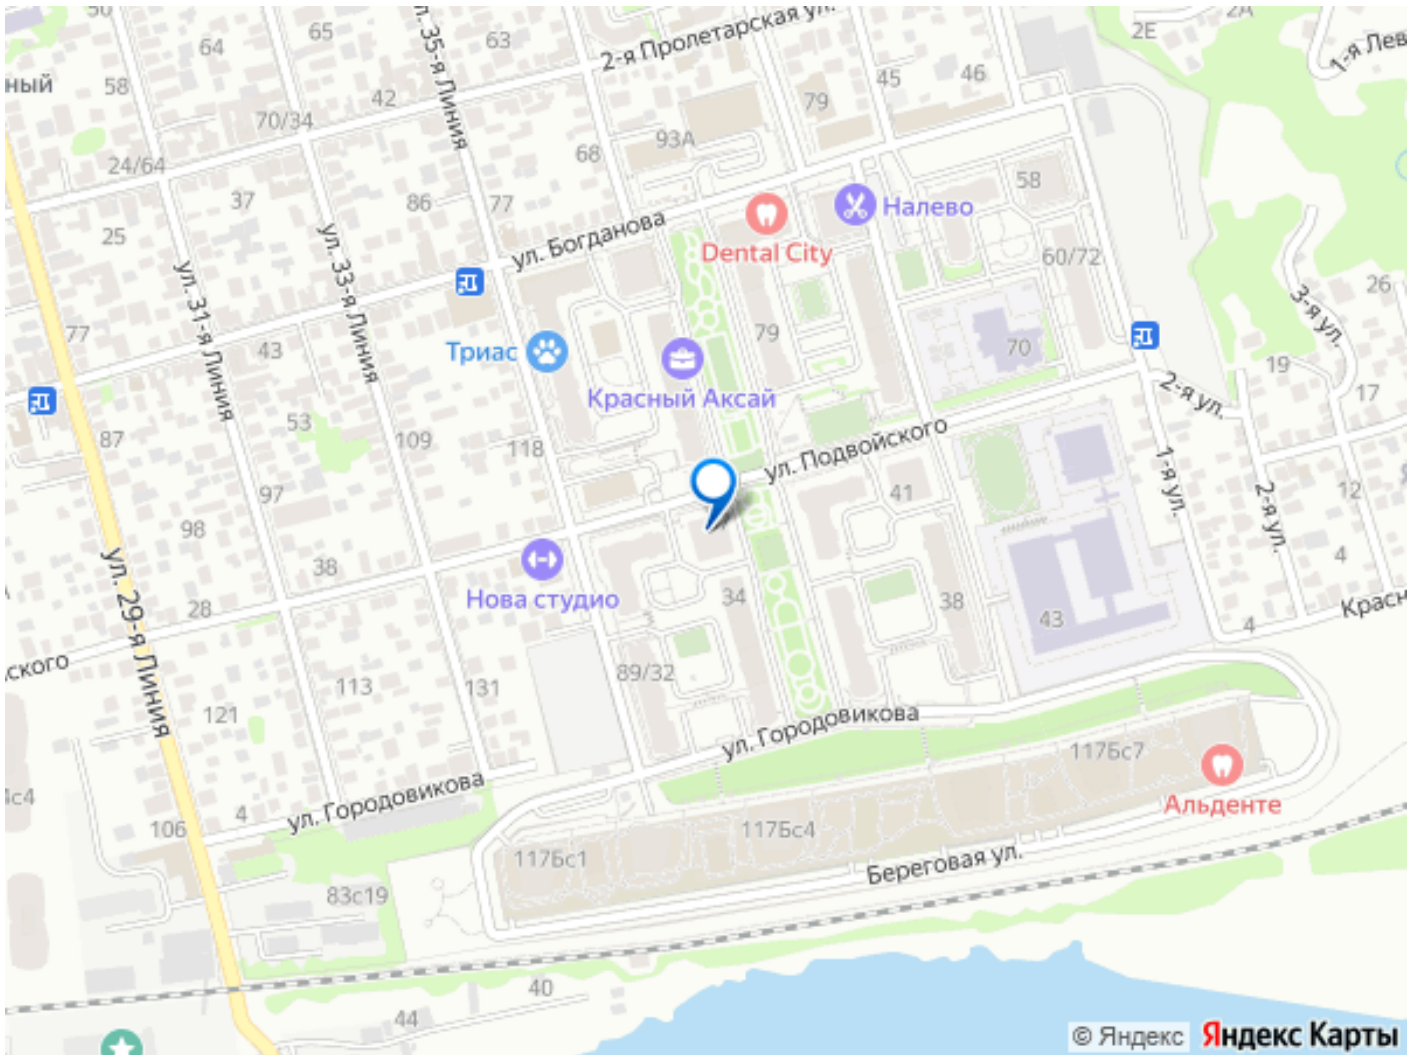 50
64
65
ул. 35-я Линия
63
2-я Пролетарская ул.
2Е
2А
1-я Лев
ный
58
42
70/34
45
46
79
93А
68
24/64
37
86
77
58
25
ул. Богданова
Налево
Dental City
60/72
ул. 31-я Линия
ул. 33-я Линия
26
3-я ул.
77
43
Триас
79
70
19
17
Красный Аксай
2-я ул.
53
87
109
118
ул. Подвойского
1-я ул.
97
41
2-я ул.
12
98
ул. 29-я Линия
38
4
Нова студио
28
34
38
43
4
Красн
ского
89/32
113
131
121
ул. Городовикова
117Бс7
Альденте
ул. Городовикова
4с4
4
106
117Бс4
117Бс1
Береговая ул.
83с19
40
44
© Яндекс Яндекс Карты